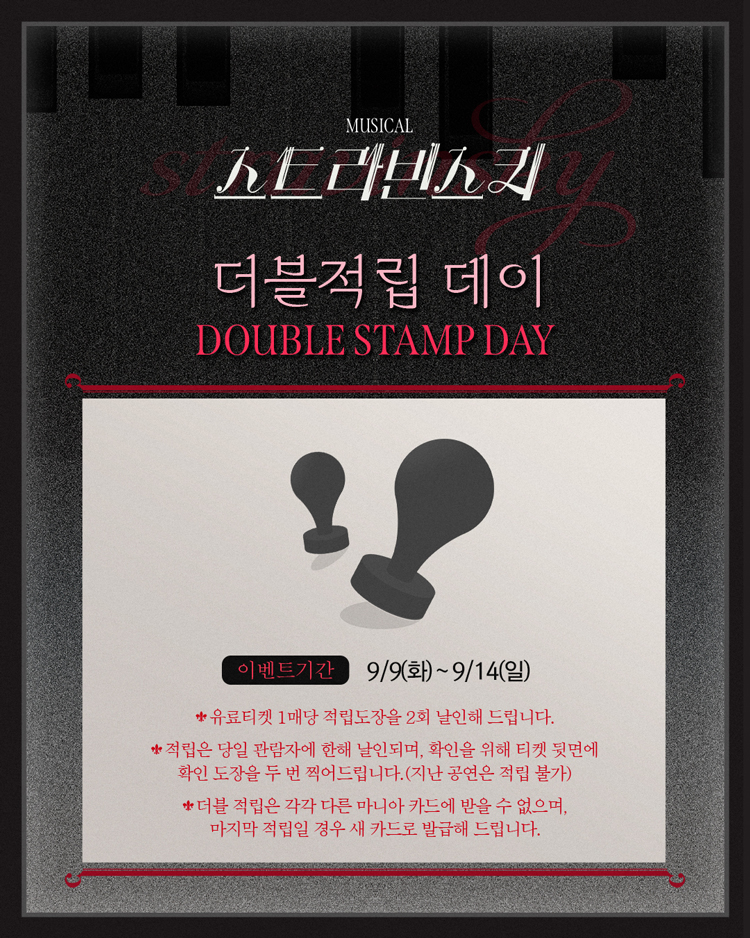 MUSICAL
스트라빈스키
더블적립 데이
DOUBLE STAMP DAY
이벤트기간 9/9(화)~9/14(일)
유료티켓 1매당 적립도장을 2회 날인해 드립니다.
적립은 당일 관람자에 한해 날인되며, 확인을 위해 티켓 뒷면에
확인 도장을 두 번 찍어드립니다.(지난 공연은 적립 불가)
더블 적립은 각각 다른 마니아 카드에 받을 수 없으며,
마지막 적립일 경우 새 카드로 발급해 드립니다.